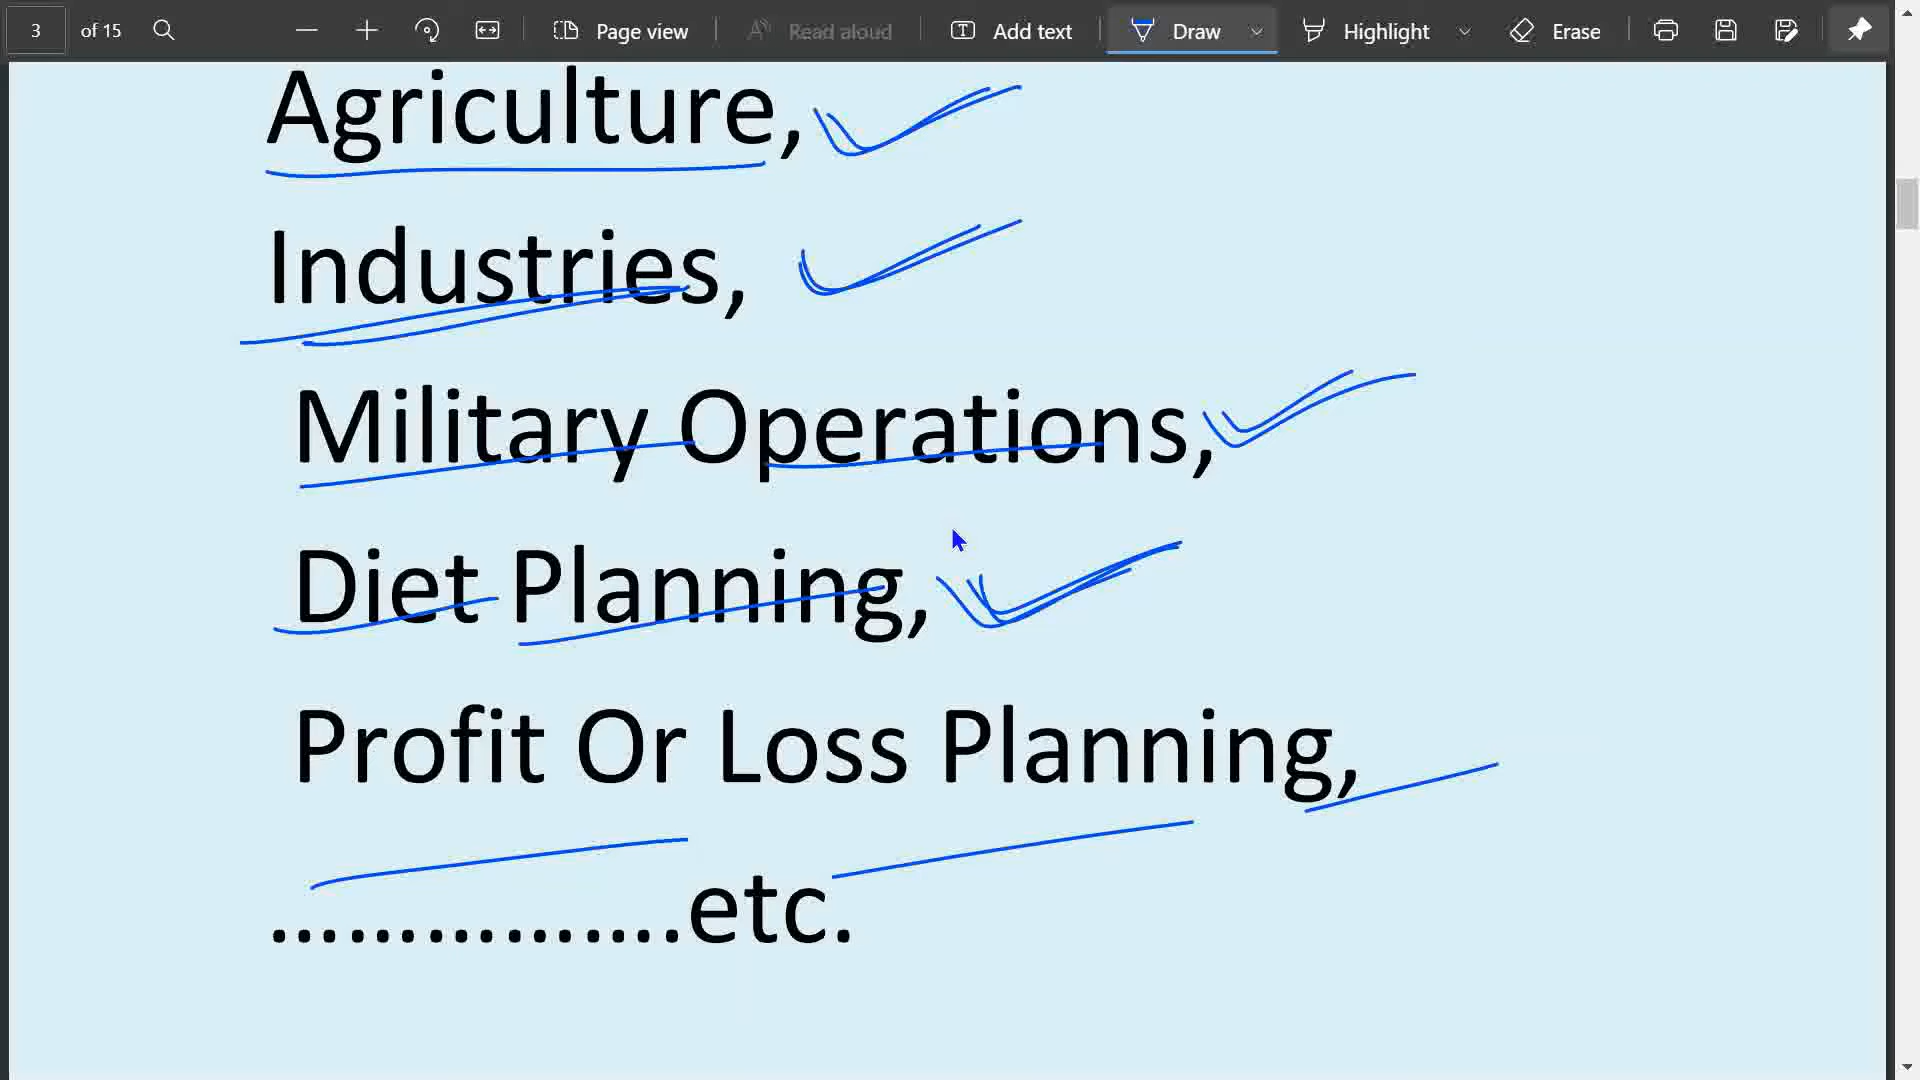 3 of 15 Page view Read aloud Add text Draw Highlight Erase
Agriculture,
Industries,
Military Operations,
Diet Planning,
Profit Or Loss Planning,
................etc.